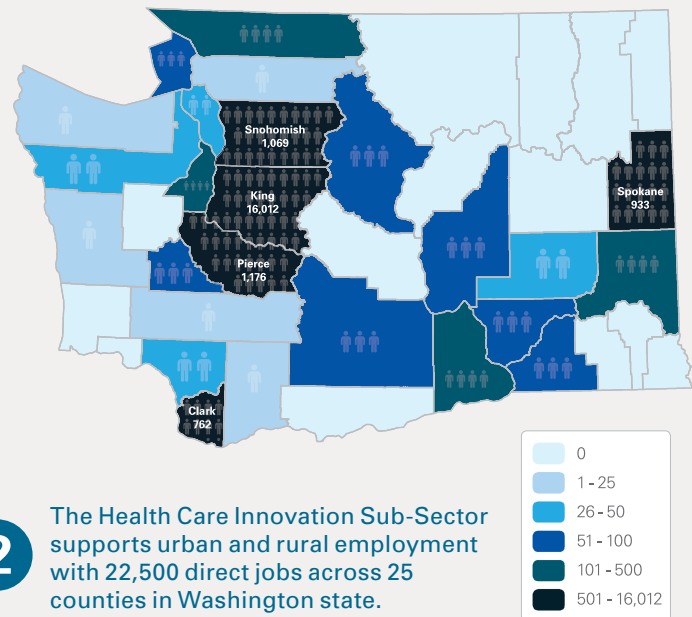 Snohomish
1,069
King
16,012
Pierce
1,176
Spokane
933
Clark
762
0
1 - 25
26 - 50
51 - 100
101 - 500
501 - 16,012
2
The Health Care Innovation Sub-Sector
supports urban and rural employment
with 22,500 direct jobs across 25
counties in Washington state.